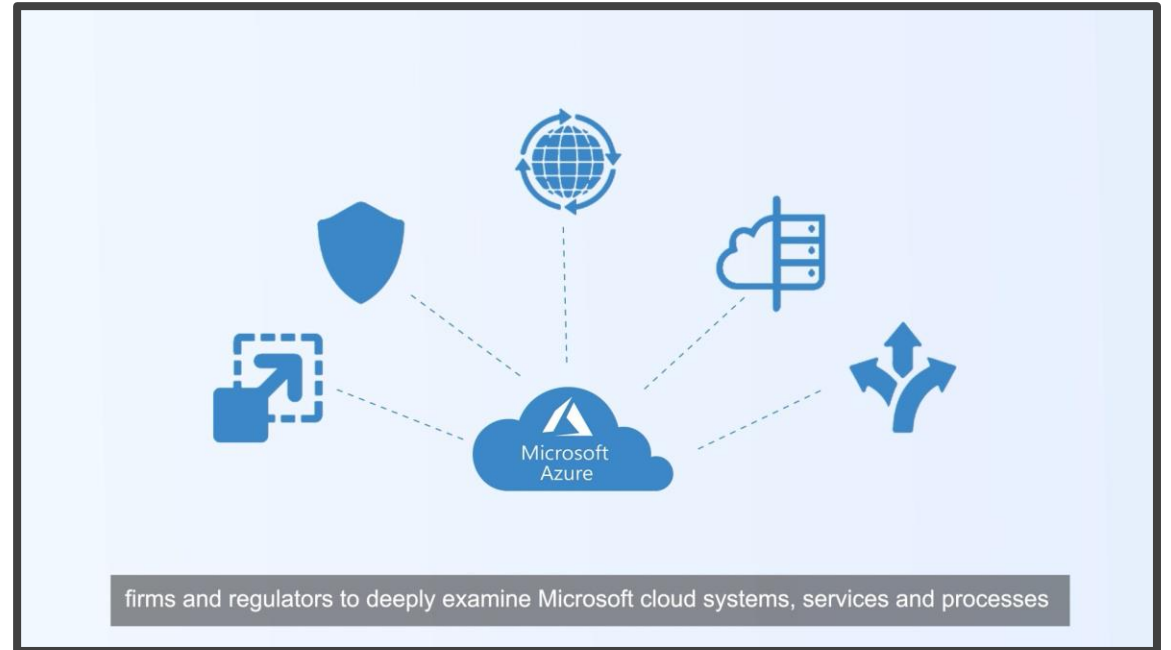 Microsoft
Azure
firms and regulators to deeply examine Microsoft cloud systems, services and processes